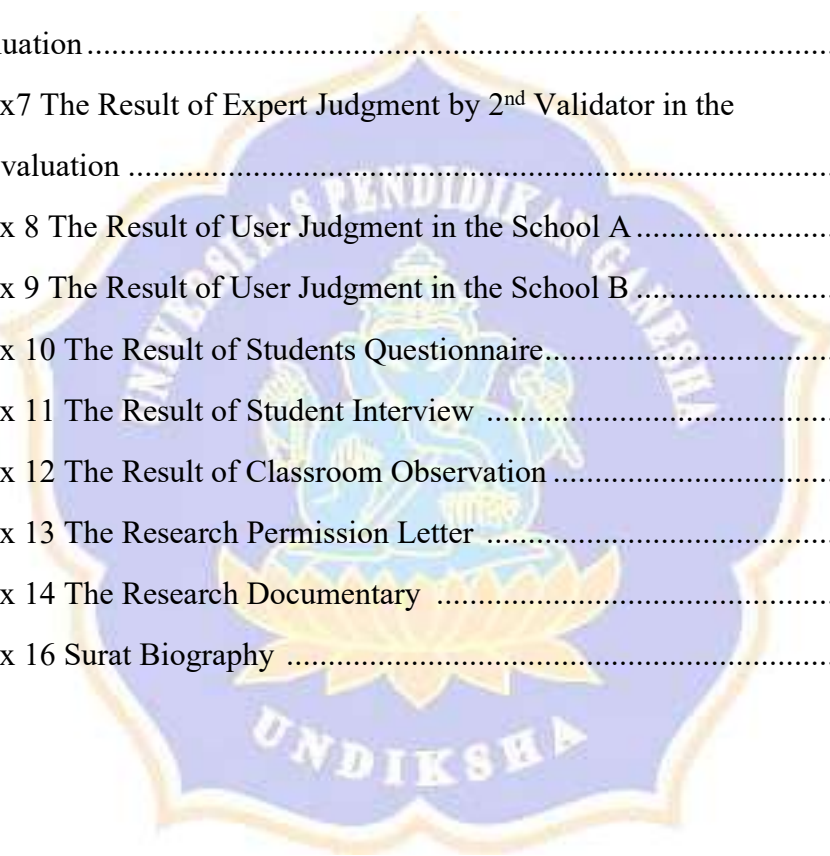 luation ..........................................................................................
x7 The Result of Expert Judgment by 2nd Validator in the
valuation .....................................................................................
x 8 The Result of User Judgment in the School A ........................
x 9 The Result of User Judgment in the School B ........................
x 10 The Result of Students Questionnaire...................................
x 11 The Result of Student Interview ..........................................
x 12 The Result of Classroom Observation ..................................
x 13 The Research Permission Letter ..........................................
x 14 The Research Documentary ................................................
x 16 Surat Biography ..................................................................
UNIVERSITAS PENDIDIKAN GANESHA
UNDIKSHA